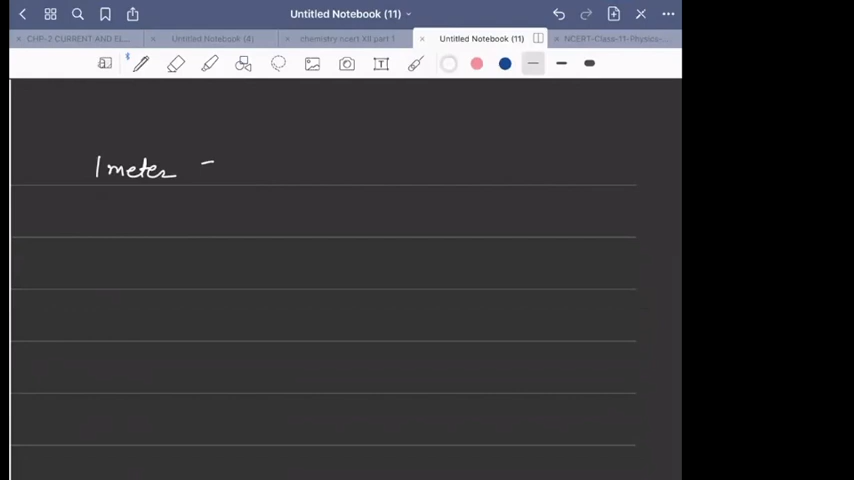 Untitled Notebook (11)
CHP-2 CURRENT AND EL...
Untitled Notebook (4)
chemistry ncert XII part 1
Untitled Notebook (11)
NCERT-Class-11-Physics-...
1 meter -